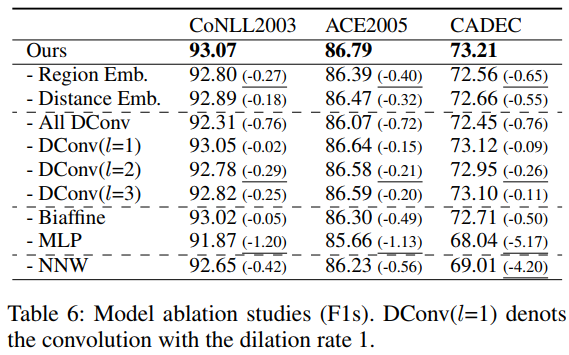 CoNLL2003 ACE2005 CADEC
Ours 93.07 86.79 73.21
- Region Emb. 92.80 (-0.27) 86.39 (-0.40) 72.56 (-0.65)
- Distance Emb. 92.89 (-0.18) 86.47 (-0.32) 72.66 (-0.55)
- All DConv 92.31 (-0.76) 86.07 (-0.72) 72.45 (-0.76)
- DConv(l=1) 93.05 (-0.02) 86.64 (-0.15) 73.12 (-0.09)
- DConv(l=2) 92.78 (-0.29) 86.58 (-0.21) 72.95 (-0.26)
- DConv(l=3) 92.82 (-0.25) 86.59 (-0.20) 73.10 (-0.11)
- Biaffine 93.02 (-0.05) 86.30 (-0.49) 72.71 (-0.50)
- MLP 91.87 (-1.20) 85.66 (-1.13) 68.04 (-5.17)
- NNW 92.65 (-0.42) 86.23 (-0.56) 69.01 (-4.20)
Table 6: Model ablation studies (F1s). DConv(l=1) denots
the convolution with the dilation rate 1.